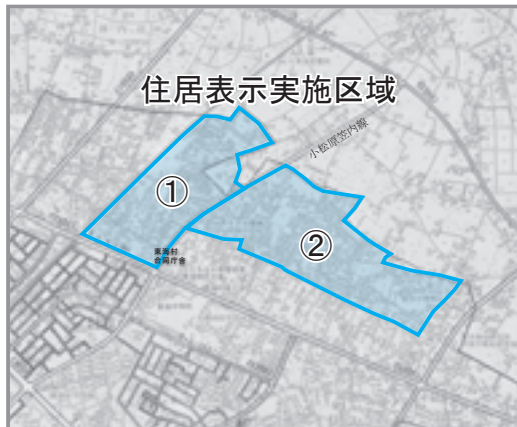 住居表示実施区域
小松原笠内線
①
②
東海村
合同庁舎